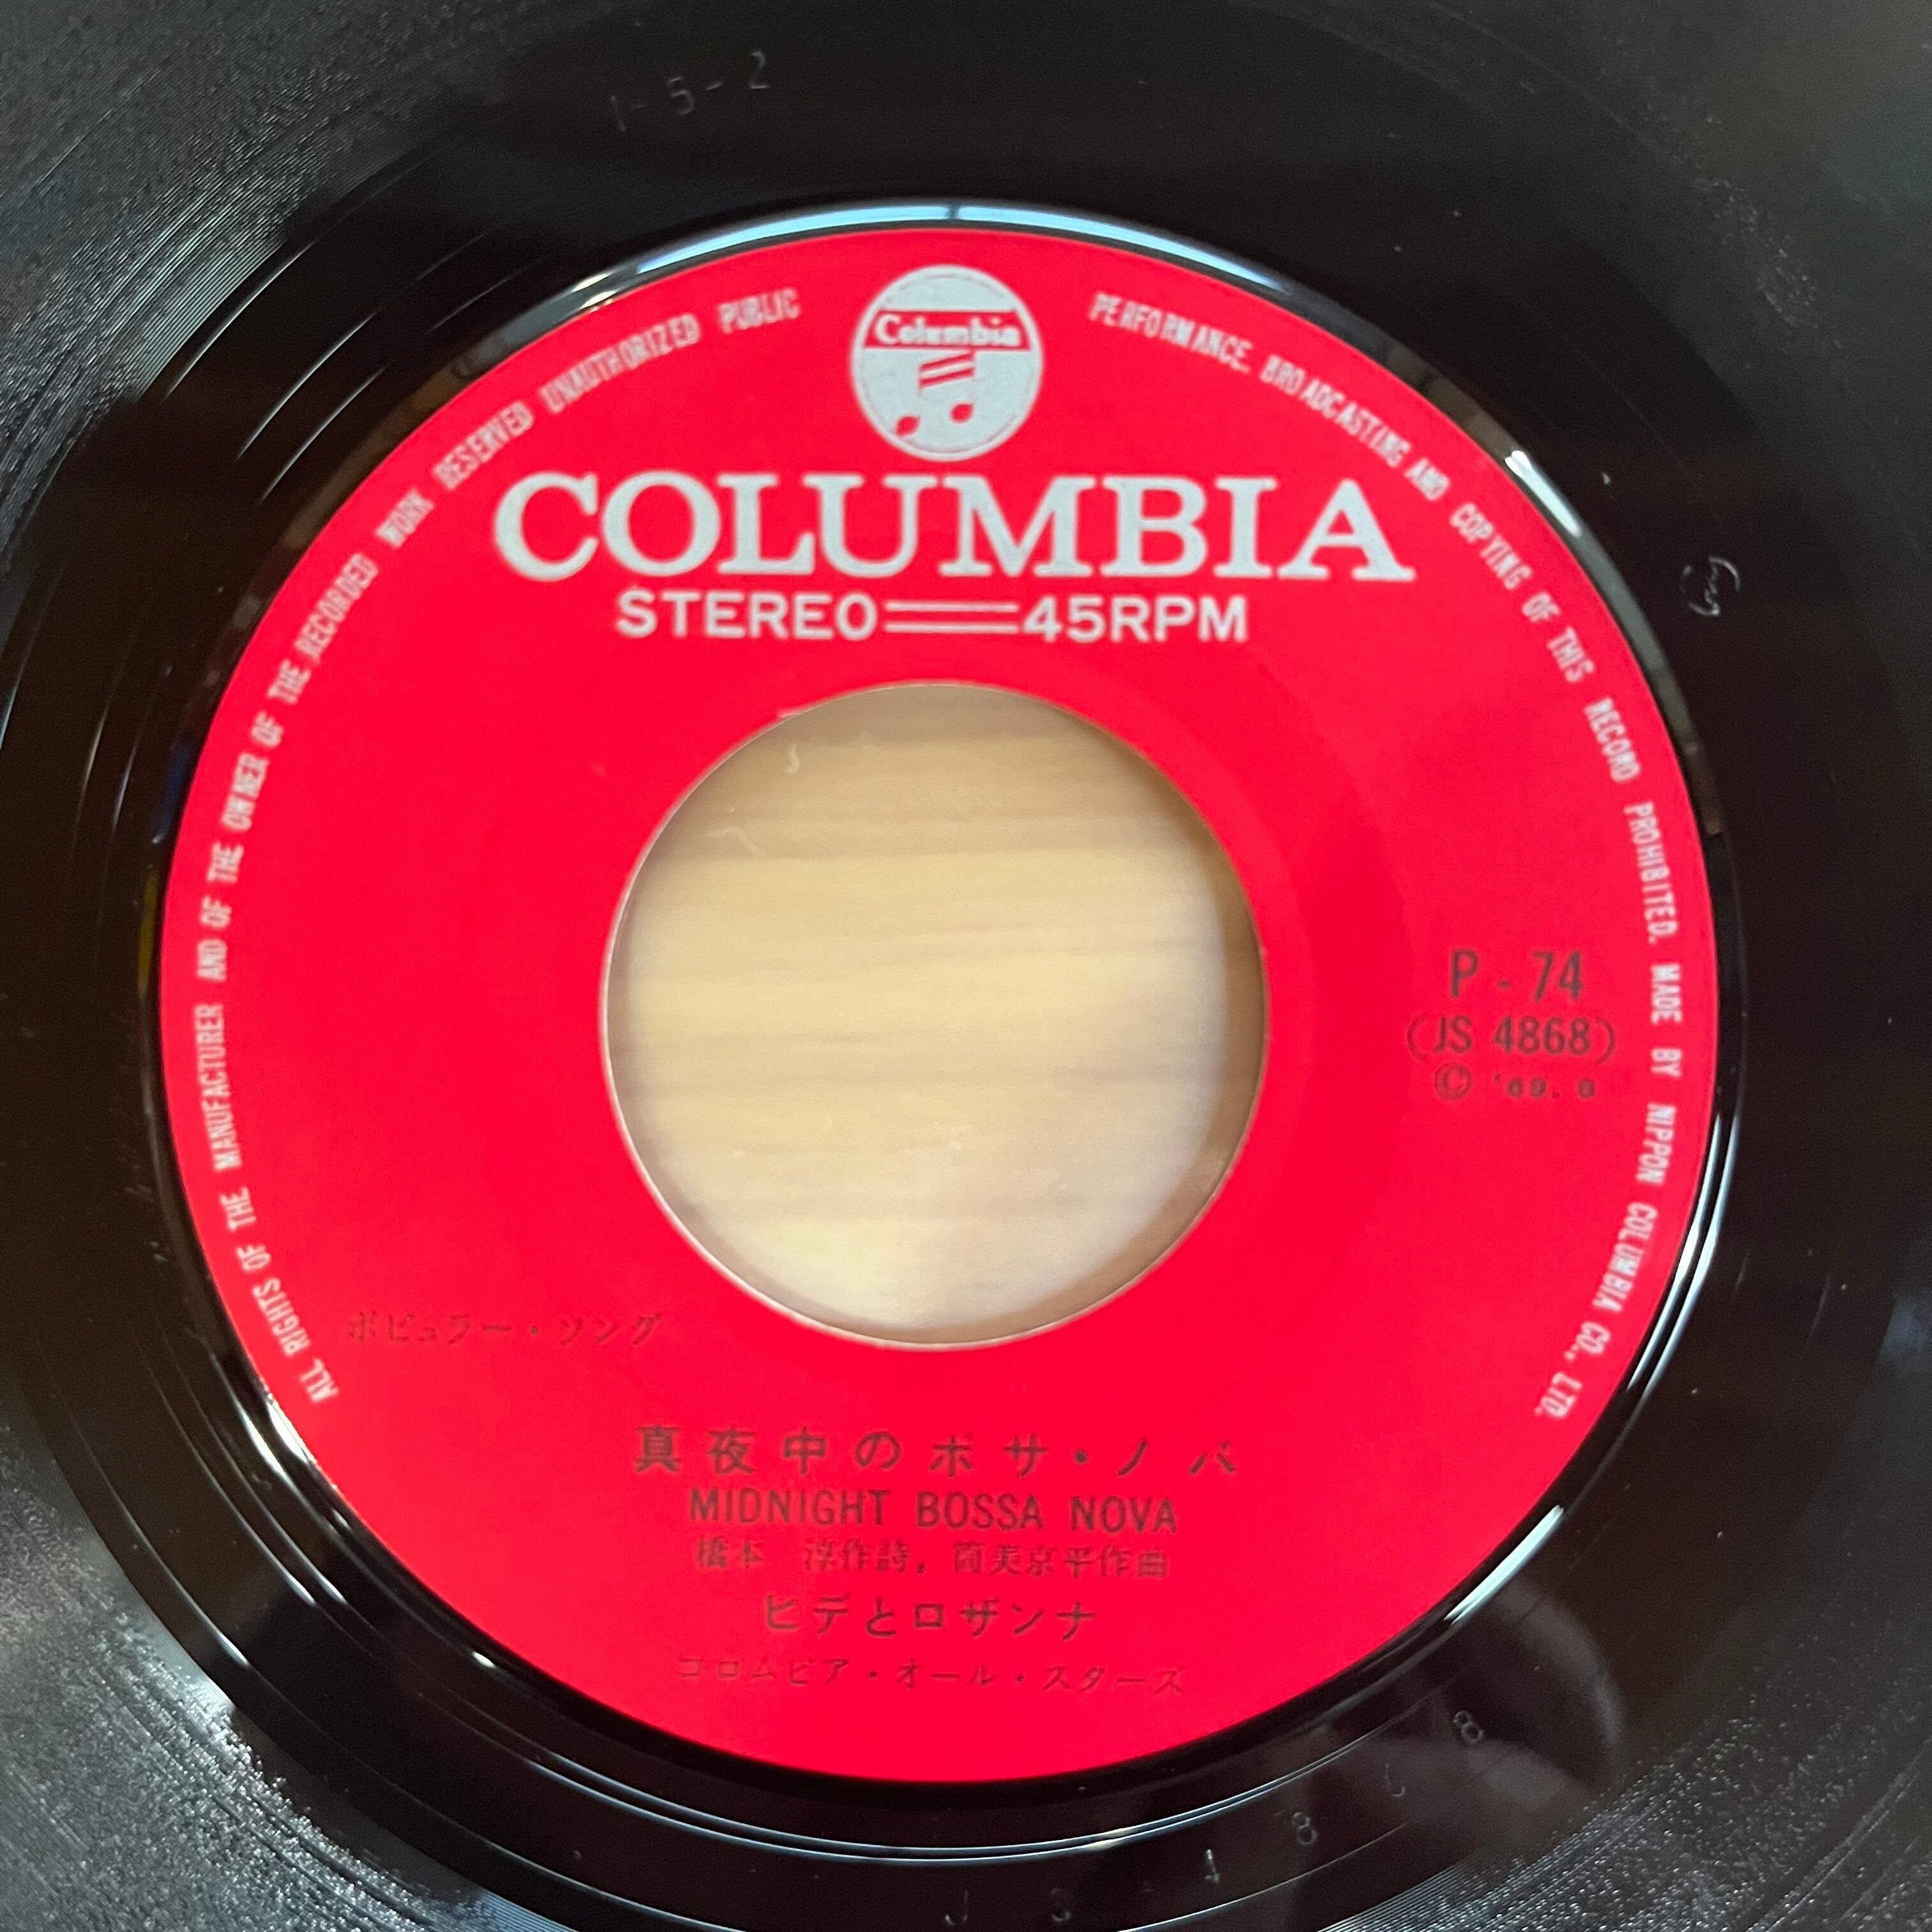 1-S-2
Columbia
ALL RIGHTS OF THE MANUFACTURER AND OF THE OWNER OF THE RECORDED WORK RESERVED UNAUTHORIZED PUBLIC PERFORMANCE. BROADCASTING AND COPYING OF THIS RECORD PROHIBITED. MADE BY NIPPON COLUMBIA CO., LTD.
COLUMBIA
STEREO 45RPM
P-74
(JS 4868)
Ⓒ '69. 6
ポピュラー・ソング
真夜中のボサ・ノバ
MIDNIGHT BOSSA NOVA
橋本 淳作詩．筒美京平作曲
ヒデとロザンナ
コロムビア・オール・スターズ
JS-4868